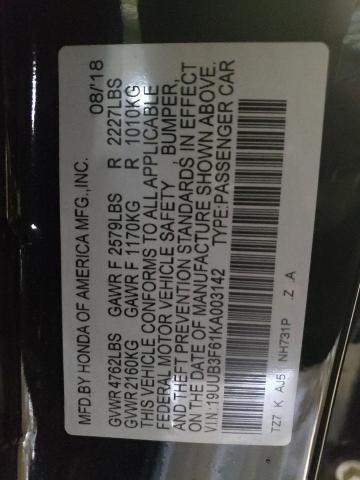 MFD.BY HONDA OF AMERICA MFG.,INC. 08/'18
GVWR 4762LBS GAWR F 2579LBS R 2227LBS
GVWR 2160KG GAWR F 1170KG R 1010KG
THIS VEHICLE CONFORMS TO ALL APPLICABLE
FEDERAL MOTOR VEHICLE SAFETY , BUMPER,
AND THEFT PREVENTION STANDARDS IN EFFECT
ON THE DATE OF MANUFACTURE SHOWN ABOVE.
V.I.N:19UUB3F61KA003142 TYPE:PASSENGER CAR
TZ7 K AJ5 NH731P Z .A